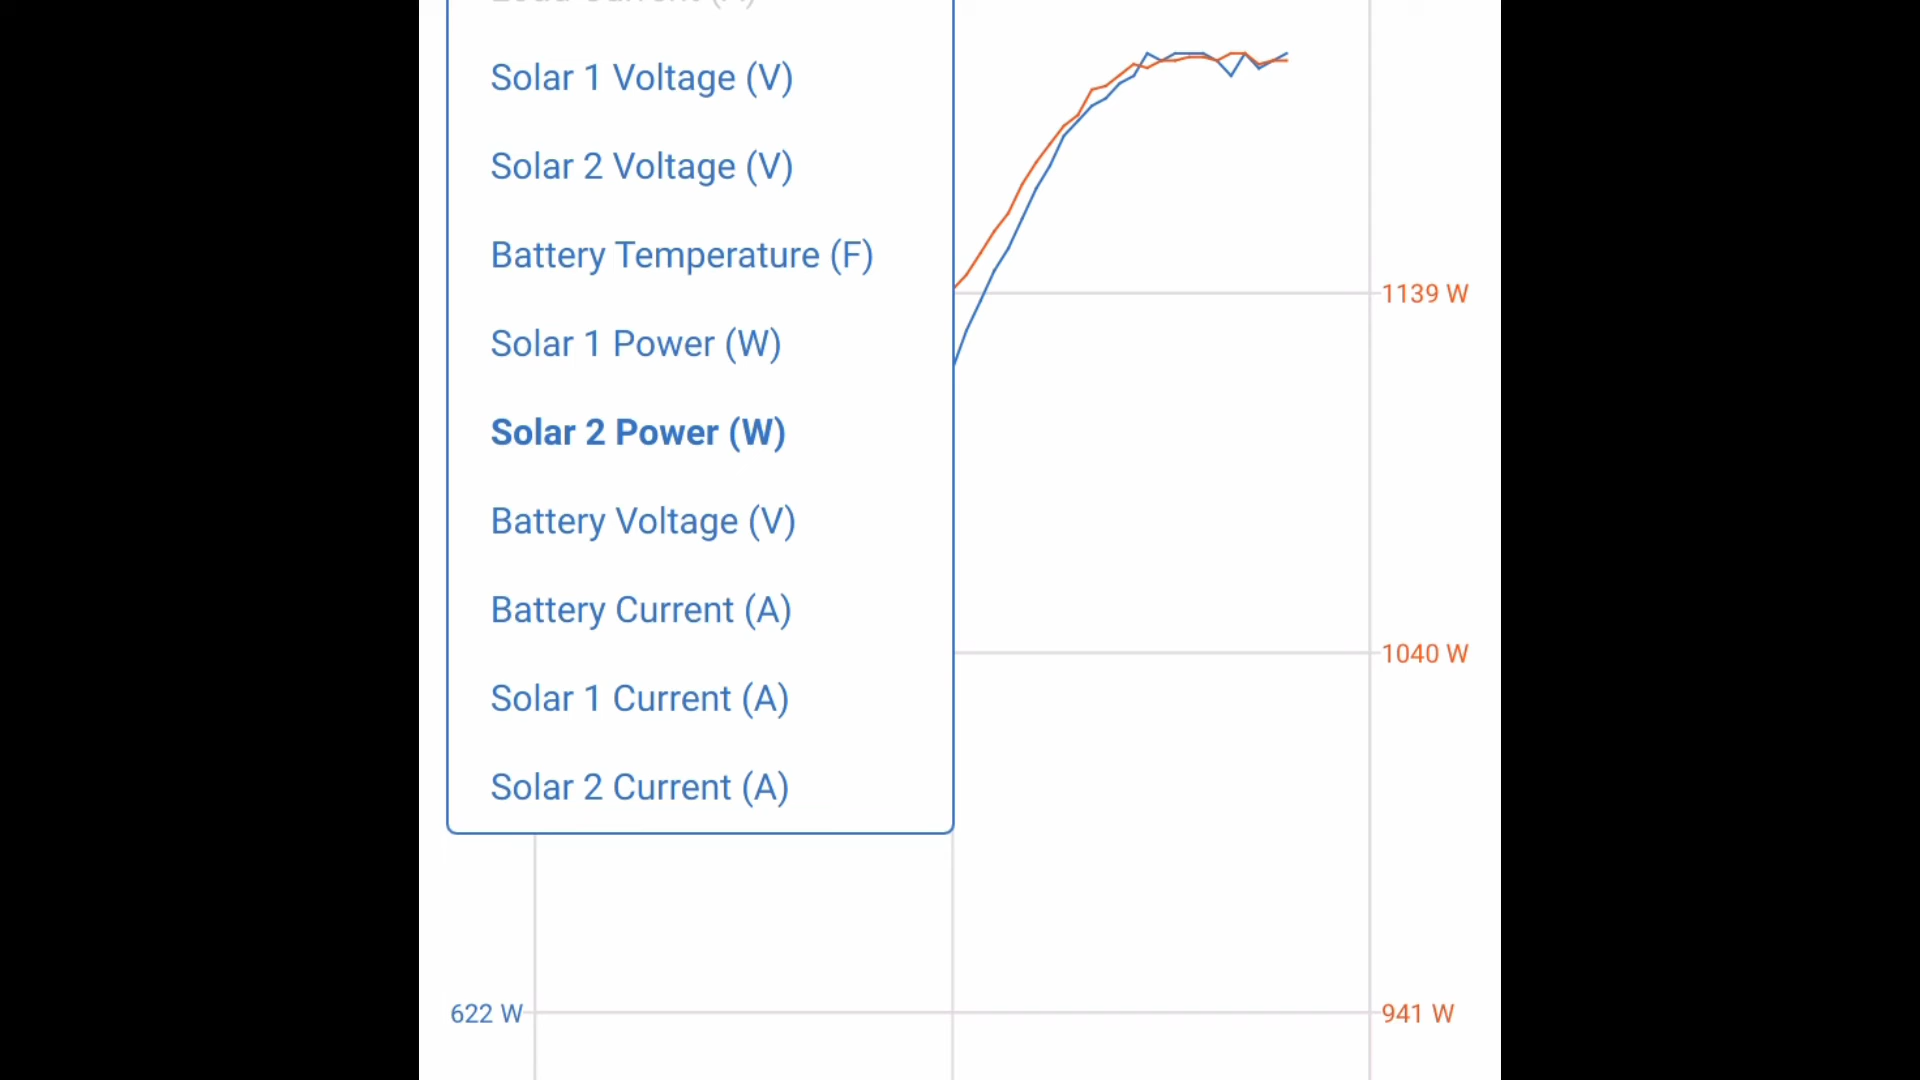 Solar 1 Voltage (V)
Solar 2 Voltage (V)
Battery Temperature (F)
Solar 1 Power (W)
Solar 2 Power (W)
Battery Voltage (V)
Battery Current (A)
Solar 1 Current (A)
Solar 2 Current (A)
1139 W
1040 W
622 W
941 W